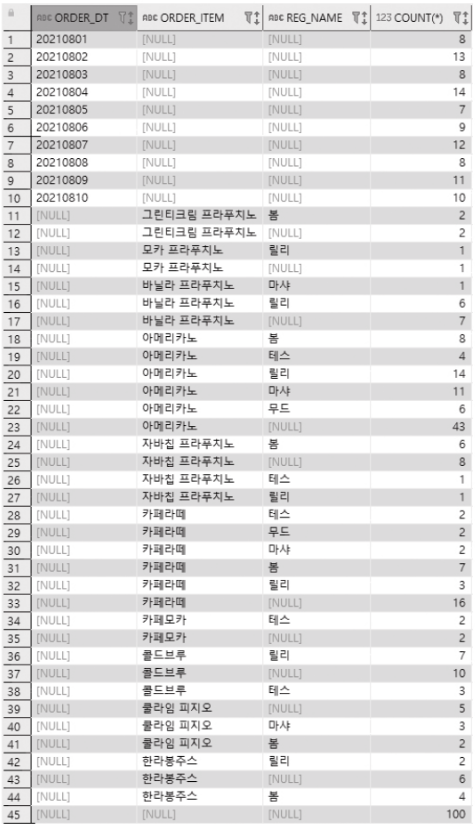 ABC ORDER_DT ABC ORDER_ITEM ABC REG_NAME 123 COUNT(*)
1 20210801 [NULL] [NULL] 8
2 20210802 [NULL] [NULL] 13
3 20210803 [NULL] [NULL] 8
4 20210804 [NULL] [NULL] 14
5 20210805 [NULL] [NULL] 7
6 20210806 [NULL] [NULL] 9
7 20210807 [NULL] [NULL] 12
8 20210808 [NULL] [NULL] 8
9 20210809 [NULL] [NULL] 11
10 20210810 [NULL] [NULL] 10
11 [NULL] 그린티크림 프라푸치노 봄 2
12 [NULL] 그린티크림 프라푸치노 [NULL] 2
13 [NULL] 모카 프라푸치노 릴리 1
14 [NULL] 모카 프라푸치노 [NULL] 1
15 [NULL] 바닐라 프라푸치노 마샤 1
16 [NULL] 바닐라 프라푸치노 릴리 6
17 [NULL] 바닐라 프라푸치노 [NULL] 7
18 [NULL] 아메리카노 봄 8
19 [NULL] 아메리카노 테스 4
20 [NULL] 아메리카노 릴리 14
21 [NULL] 아메리카노 마샤 11
22 [NULL] 아메리카노 무드 6
23 [NULL] 아메리카노 [NULL] 43
24 [NULL] 자바칩 프라푸치노 봄 6
25 [NULL] 자바칩 프라푸치노 [NULL] 8
26 [NULL] 자바칩 프라푸치노 테스 1
27 [NULL] 자바칩 프라푸치노 릴리 1
28 [NULL] 카페라떼 테스 2
29 [NULL] 카페라떼 무드 2
30 [NULL] 카페라떼 마샤 2
31 [NULL] 카페라떼 봄 7
32 [NULL] 카페라떼 릴리 3
33 [NULL] 카페라떼 [NULL] 16
34 [NULL] 카페모카 테스 2
35 [NULL] 카페모카 [NULL] 2
36 [NULL] 콜드브루 릴리 7
37 [NULL] 콜드브루 [NULL] 10
38 [NULL] 콜드브루 테스 3
39 [NULL] 쿨라임 피지오 [NULL] 5
40 [NULL] 쿨라임 피지오 마샤 3
41 [NULL] 쿨라임 피지오 봄 2
42 [NULL] 한라봉주스 릴리 2
43 [NULL] 한라봉주스 [NULL] 6
44 [NULL] 한라봉주스 봄 4
45 [NULL] [NULL] [NULL] 100